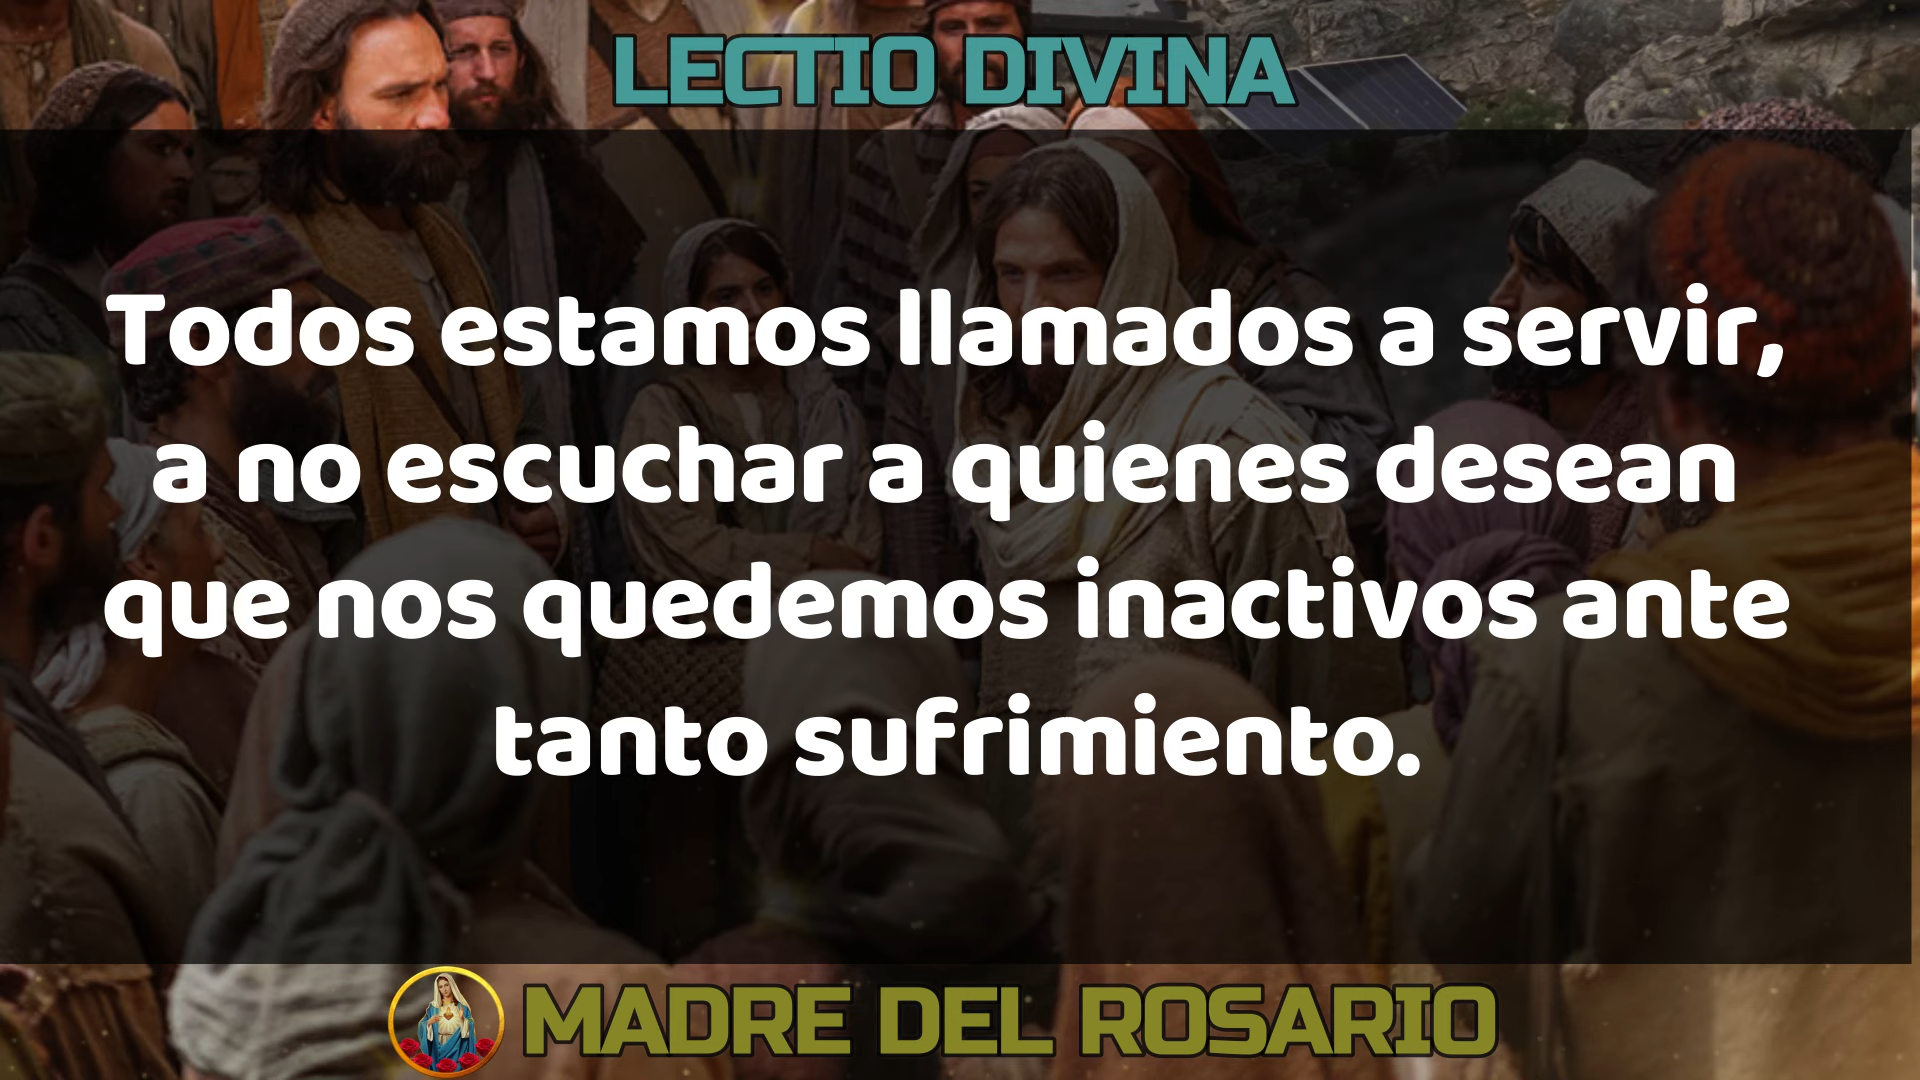 LECTIO DIVINA
Todos estamos llamados a servir,
a no escuchar a quienes desean
que nos quedemos inactivos ante
tanto sufrimiento.
MADRE DEL ROSARIO